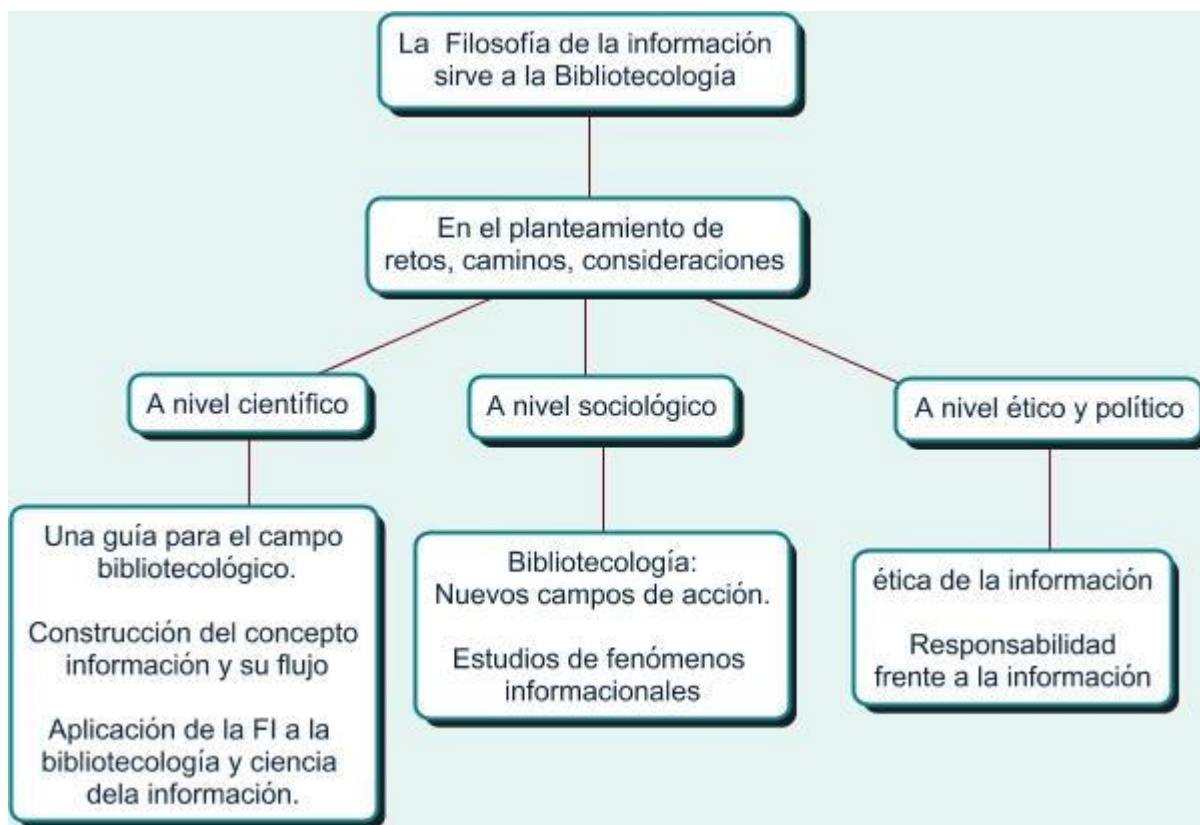 La Filosofía de la información
sirve a la Bibliotecología
En el planteamiento de
retos, caminos, consideraciones
A nivel científico
A nivel sociológico
A nivel ético y político
Una guía para el campo
bibliotecológico.
Construcción del concepto
información y su flujo
Aplicación de la FI a la
bibliotecología y ciencia
dela información.
Bibliotecología:
Nuevos campos de acción.
Estudios de fenómenos
informacionales
ética de la información
Responsabilidad
frente a la información